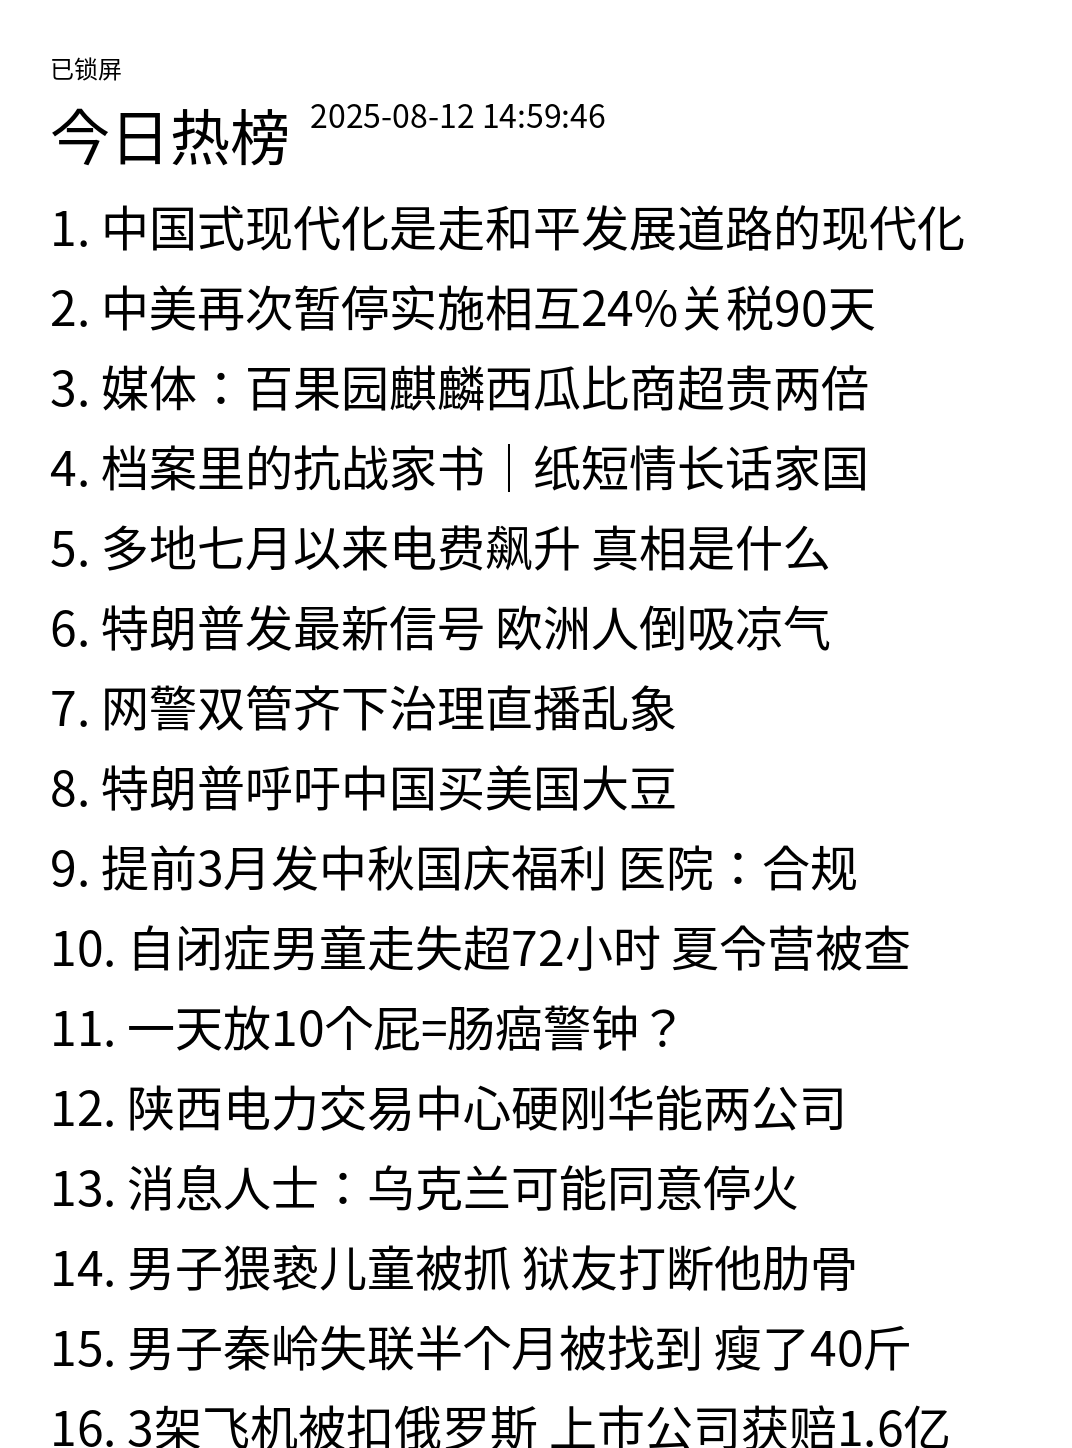 已锁屏
今日热榜 2025-08-12 14:59:46
1. 中国式现代化是走和平发展道路的现代化
2. 中美再次暂停实施相互24%关税90天
3. 媒体：百果园麒麟西瓜比商超贵两倍
4. 档案里的抗战家书｜纸短情长话家国
5. 多地七月以来电费飙升 真相是什么
6. 特朗普发最新信号 欧洲人倒吸凉气
7. 网警双管齐下治理直播乱象
8. 特朗普呼吁中国买美国大豆
9. 提前3月发中秋国庆福利 医院：合规
10. 自闭症男童走失超72小时 夏令营被查
11. 一天放10个屁=肠癌警钟？
12. 陕西电力交易中心硬刚华能两公司
13. 消息人士：乌克兰可能同意停火
14. 男子猥亵儿童被抓 狱友打断他肋骨
15. 男子秦岭失联半个月被找到 瘦了40斤
16. 3架飞机被扣俄罗斯 上市公司获赔1.6亿